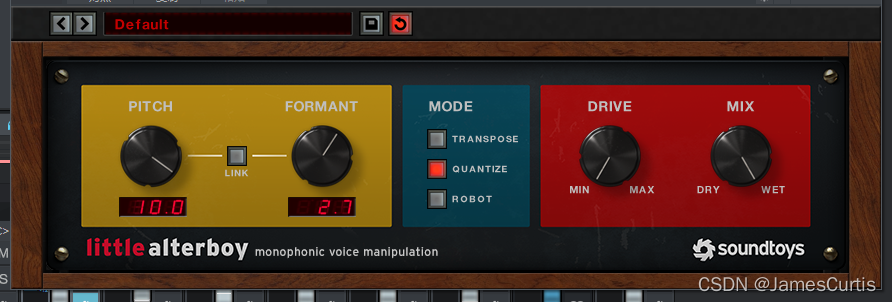 Default
PITCH
FORMANT
LINK
10.0
2.7
MODE
TRANSPOSE
QUANTIZE
ROBOT
DRIVE
MIX
MIN
MAX
DRY
WET
littlealterboy monophonic voice manipulation
soundtoys
CSDN @JamesCurtis